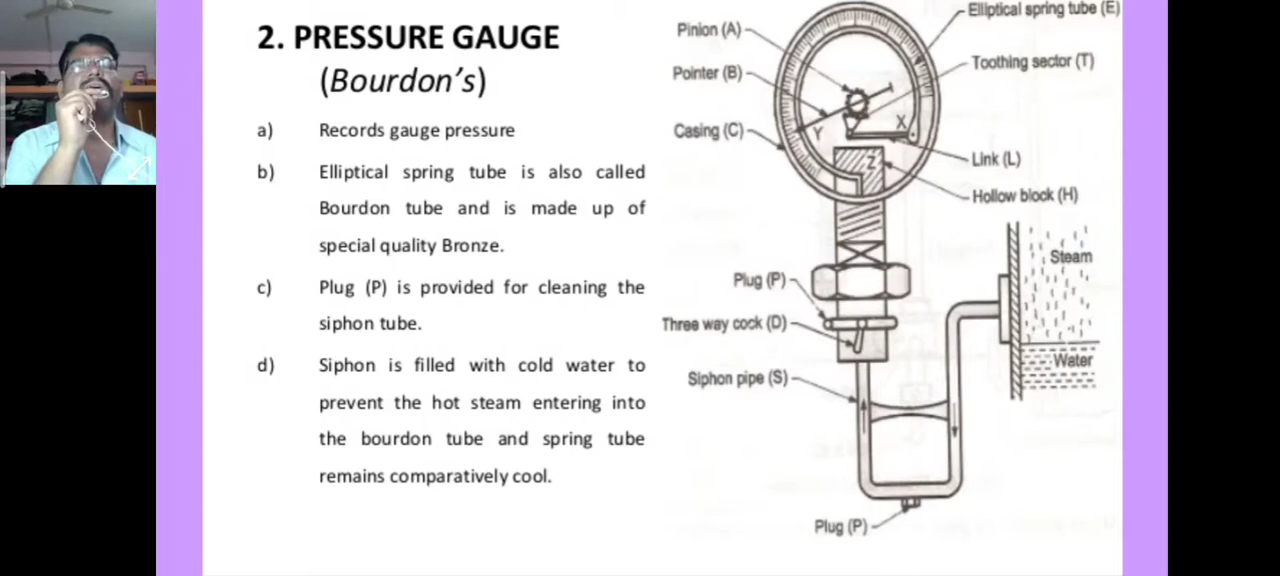 2. PRESSURE GAUGE
(Bourdon's)
a) Records gauge pressure
b) Elliptical spring tube is also called
Bourdon tube and is made up of
special quality Bronze.
c) Plug (P) is provided for cleaning the
siphon tube.
d) Siphon is filled with cold water to
prevent the hot steam entering into
the bourdon tube and spring tube
remains comparatively cool.
Elliptical spring tube (E)
Pinion (A)
Toothing sector (T)
Pointer (B)
X
Y
Casing (C)
Z
Link (L)
Hollow block (H)
Steam
Plug (P)
Three way cock (D)
Water
Siphon pipe (S)
Plug (P)